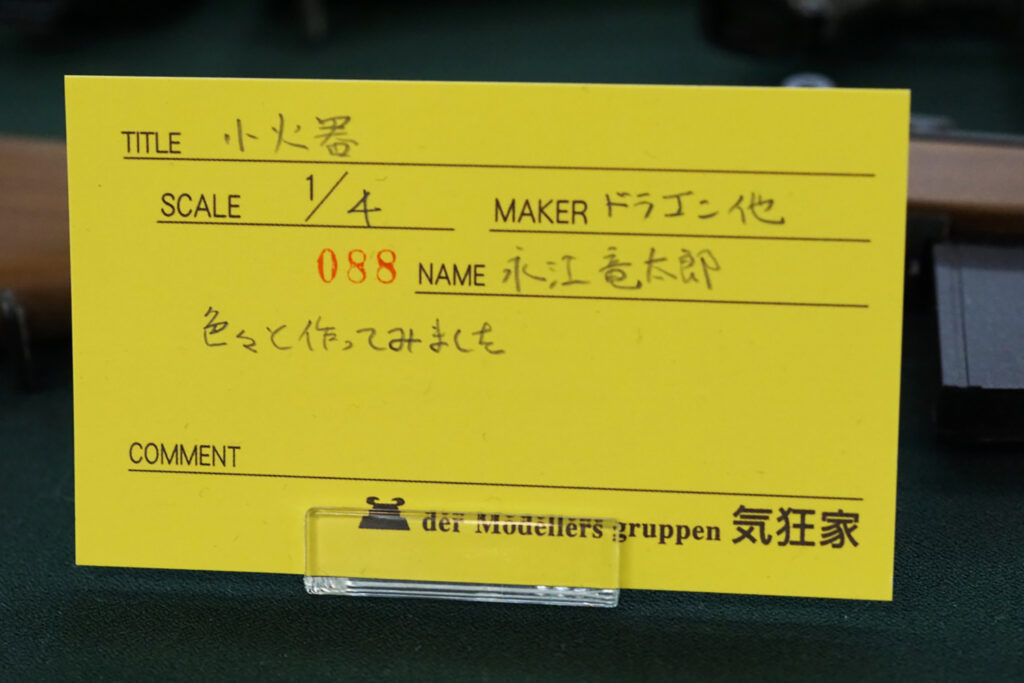 TITLE 小火器
SCALE 1/4 MAKER ドラゴン他
088 NAME 永江竜太郎
色々と作ってみました
COMMENT
der Modellers gruppen 気狂家